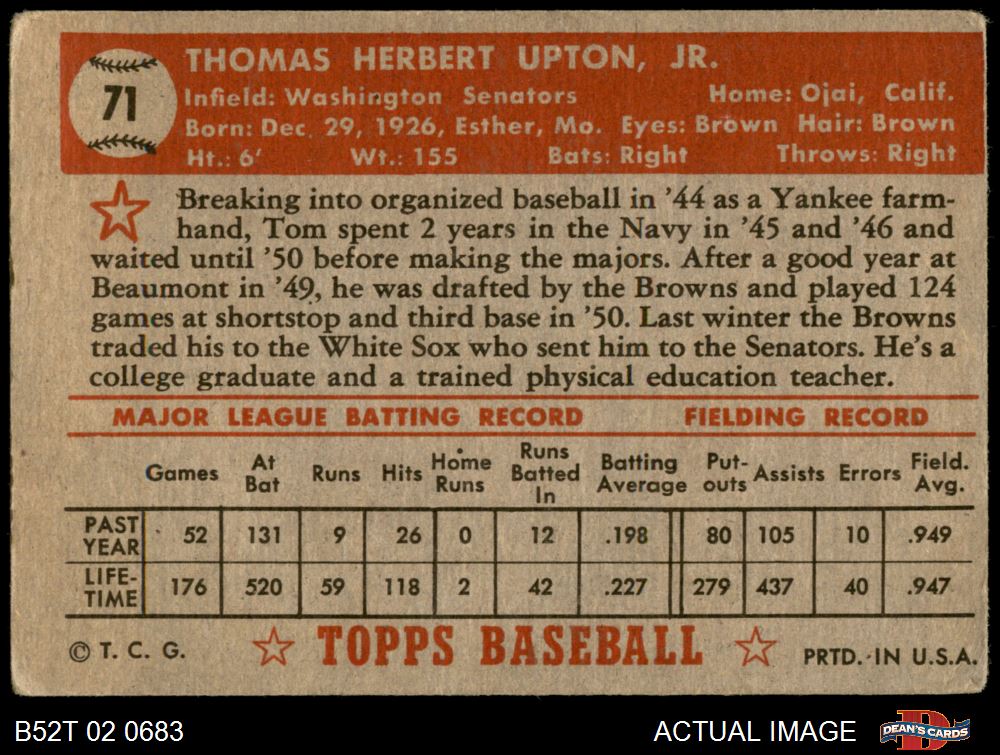 71
THOMAS HERBERT UPTON, JR.
Infield: Washington Senators Home: Ojai, Calif.
Born: Dec. 29, 1926, Esther, Mo. Eyes: Brown Hair: Brown
Ht.: 6' Wt.: 155 Bats: Right Throws: Right
Breaking into organized baseball in '44 as a Yankee farm-
hand, Tom spent 2 years in the Navy in '45 and '46 and
waited until '50 before making the majors. After a good year at
Beaumont in '49, he was drafted by the Browns and played 124
games at shortstop and third base in '50. Last winter the Browns
traded his to the White Sox who sent him to the Senators. He's a
college graduate and a trained physical education teacher.
MAJOR LEAGUE BATTING RECORD FIELDING RECORD
Games At Bat Runs Hits Home Runs Runs Batted In Batting Average Put-outs Assists Errors Field. Avg.
PAST YEAR 52 131 9 26 0 12 .198 80 105 10 .949
LIFE-TIME 176 520 59 118 2 42 .227 279 437 40 .947
© T. C. G. TOPPS BASEBALL PRTD. IN U.S.A.
B52T 02 0683 ACTUAL IMAGE DEAN'S CARDS